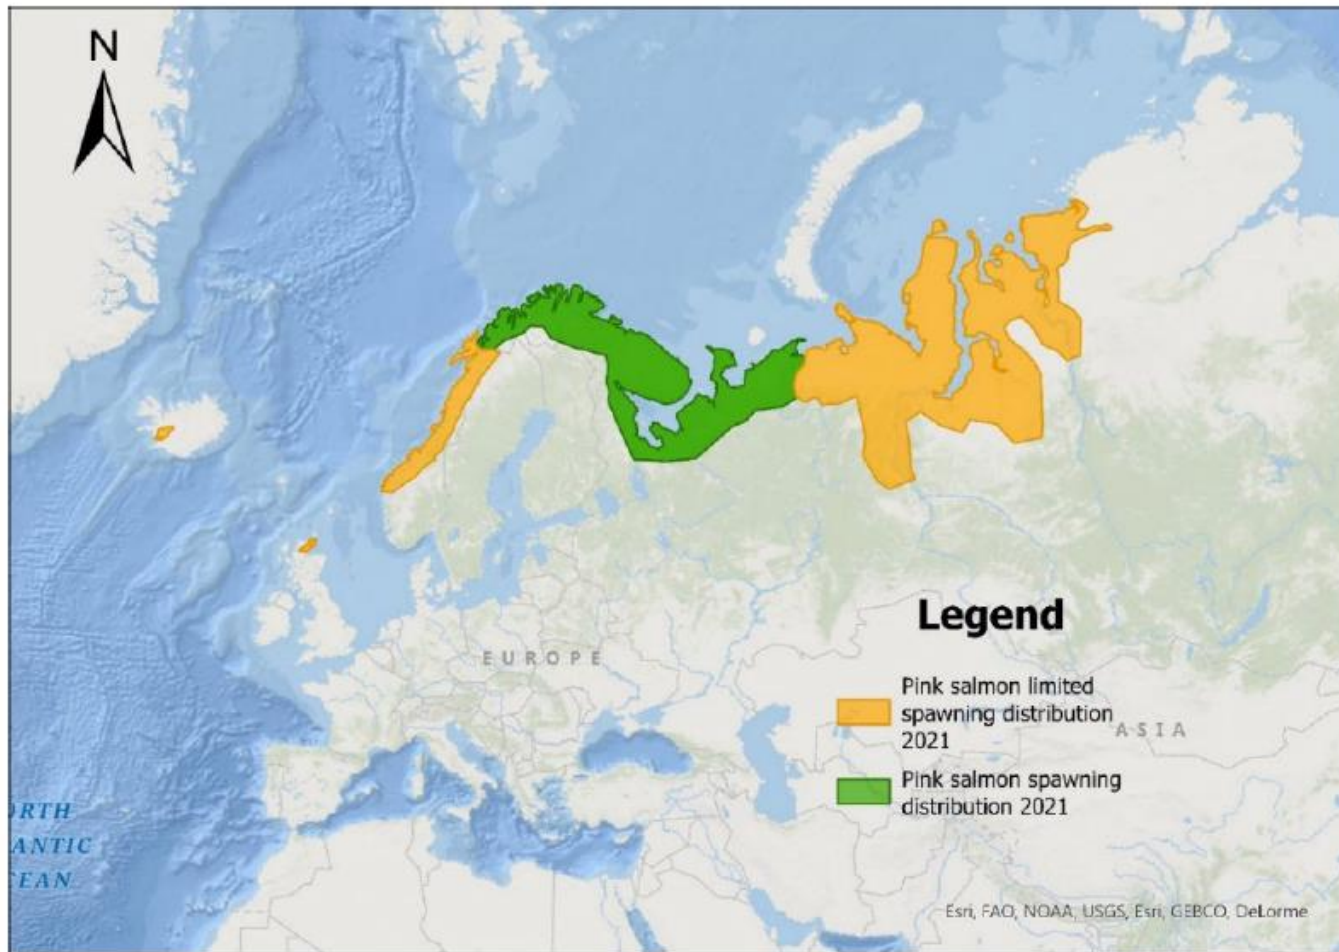 N
EUROPE
Legend
Pink salmon limited
spawning distribution
2021
ASIA
Pink salmon spawning
distribution 2021
ORTH
ANTIC
EAN
Esri, FAO, NOAA, USGS, Esri, GEBCO, DeLorme